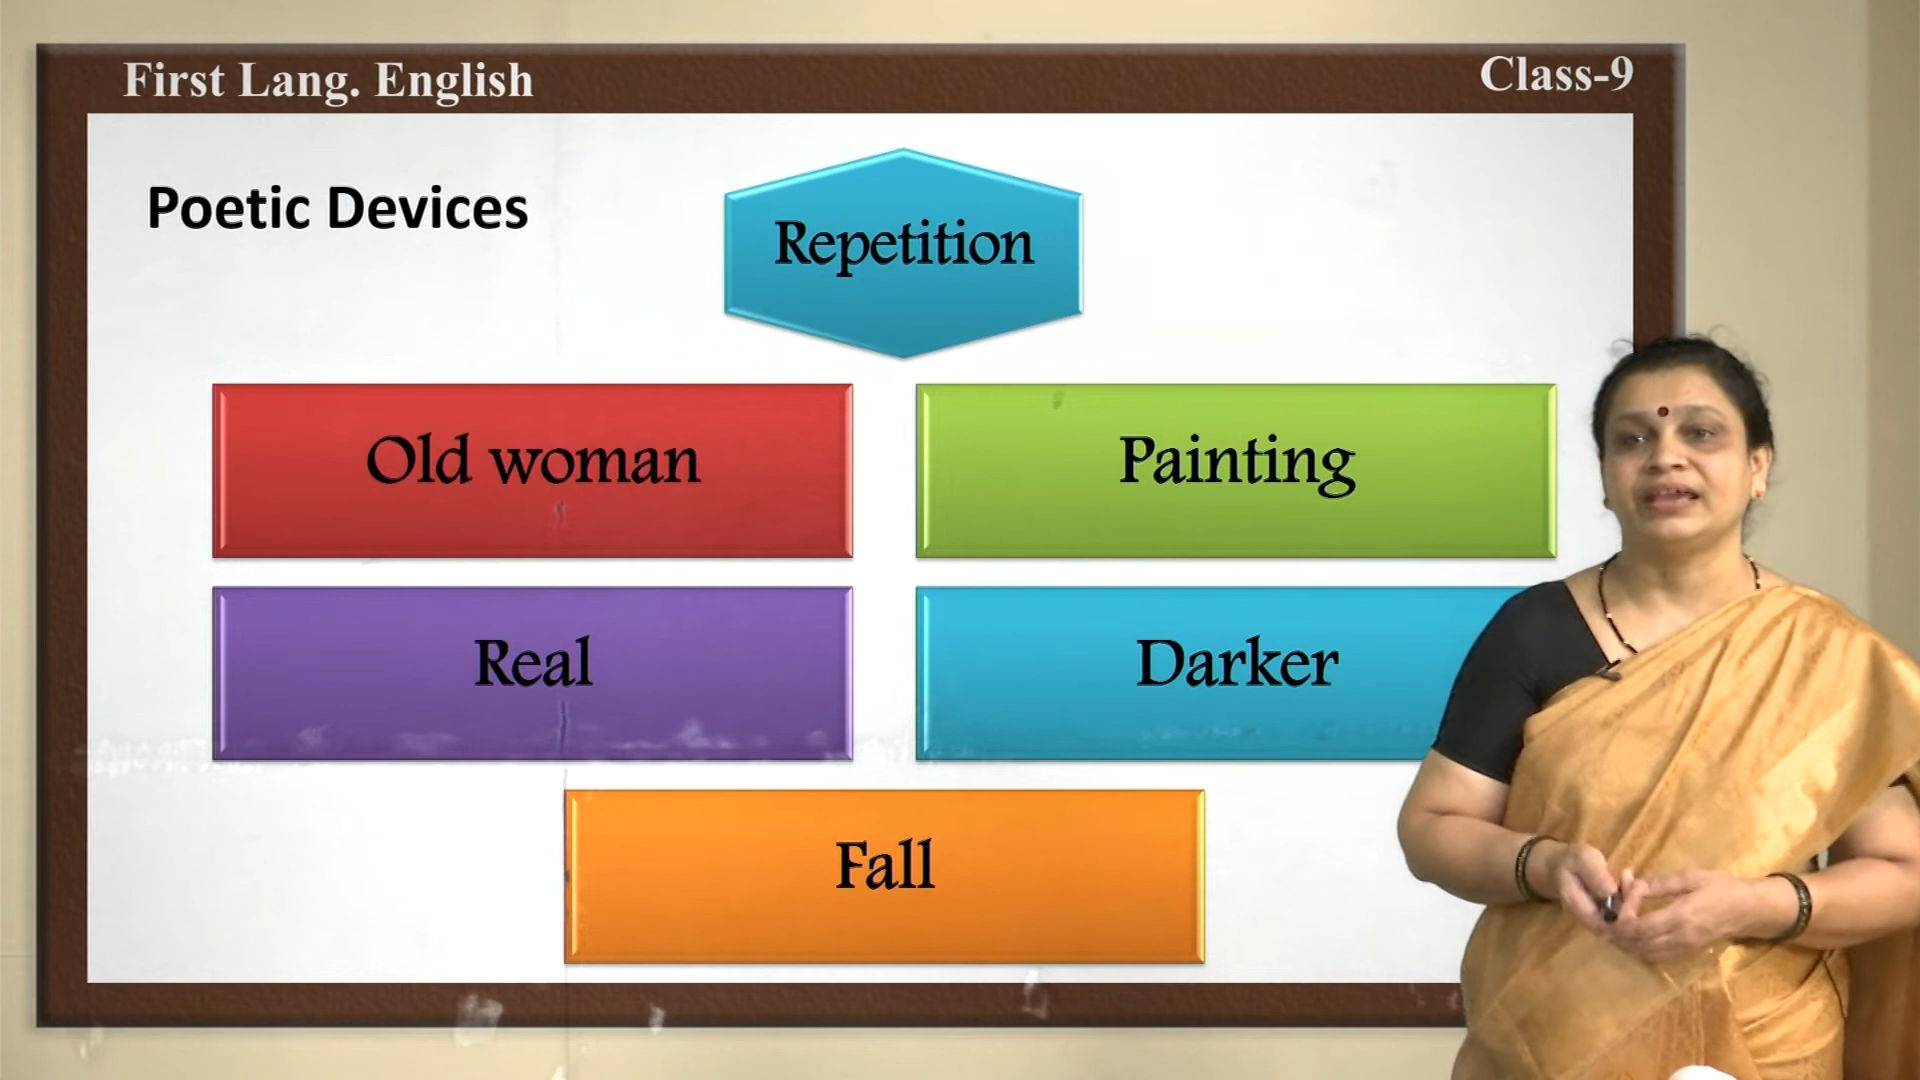 First Lang. English
Class-9
Poetic Devices
Repetition
Old woman
Painting
Real
Darker
Fall